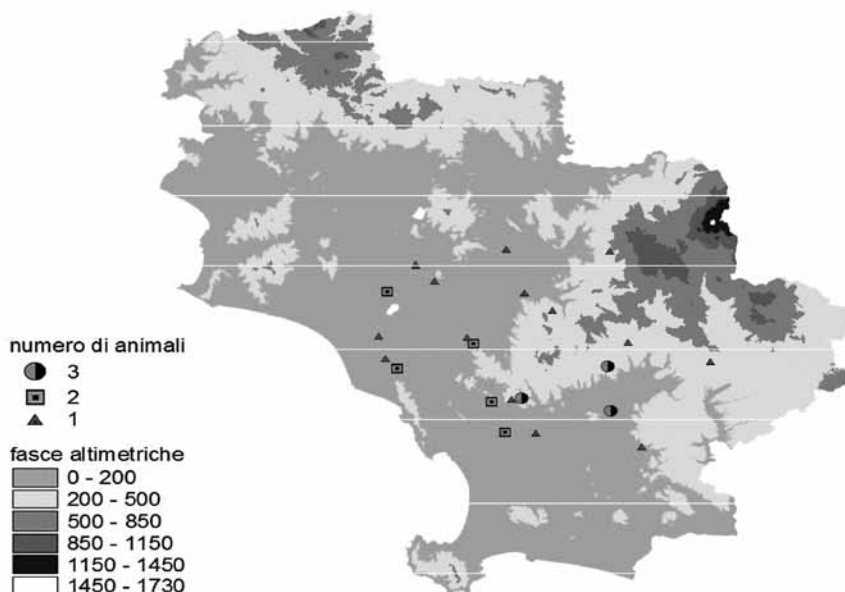 numero di animali
3
2
1
fasce altimetriche
0 - 200
200 - 500
500 - 850
850 - 1150
1150 - 1450
1450 - 1730